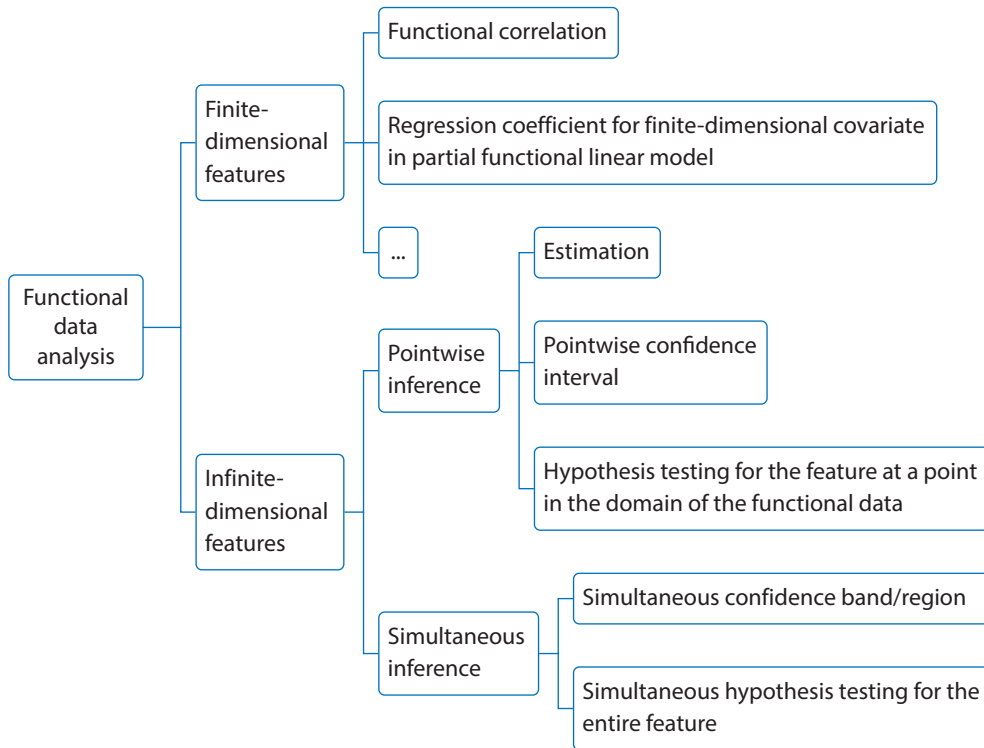 Functional correlation
Finite-
dimensional
features
Regression coefficient for finite-dimensional covariate
in partial functional linear model
...
Functional
data
analysis
Estimation
Pointwise
inference
Pointwise confidence
interval
Infinite-
dimensional
features
Hypothesis testing for the feature at a point
in the domain of the functional data
Simultaneous
inference
Simultaneous confidence band/region
Simultaneous hypothesis testing for the
entire feature